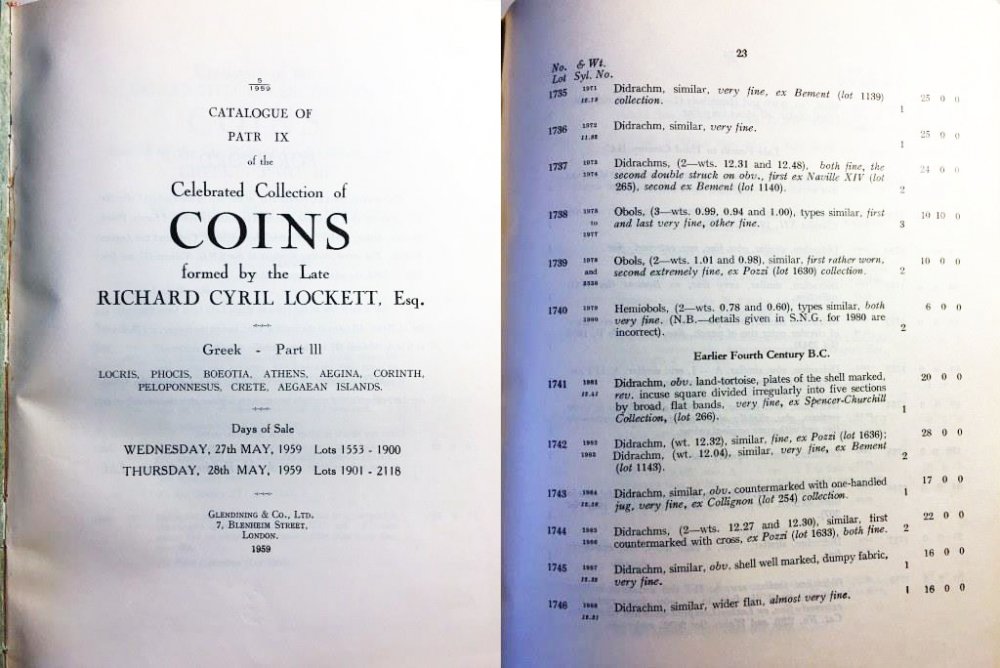 5
1959
CATALOGUE OF
PATR IX
of the
Celebrated Collection of
COINS
formed by the Late
RICHARD CYRIL LOCKETT, Esq.
Greek - Part III
LOCRIS, PHOCIS, BOEOTIA, ATHENS, AEGINA, CORINTH,
PELOPONNESUS, CRETE, AEGAEAN ISLANDS.
Days of Sale
WEDNESDAY, 27th MAY, 1959 Lots 1553 - 1900
THURSDAY, 28th MAY, 1959 Lots 1901 - 2118
GLENDINING & CO., LTD.
7, BLENHEIM STREET,
LONDON.
1959
23
No. & Wt.
Lot Syl. No.
1735 1971 Didrachm, similar, very fine, ex Bement (lot 1139)
collection. 1 25 0 0
1736 1972 Didrachm, similar, very fine.
1 25 0 0
1737 1973 Didrachms, (2—wts. 12.31 and 12.48), both fine, the
1974 second double struck on obv., first ex Naville XIV (lot
265), second ex Bement (lot 1140). 2 24 0 0
1738 1975 Obols, (3—wts. 0.99, 0.94 and 1.00), types similar, first
to and last very fine, other fine. 3 10 10 0
1977
1739 1978 Obols, (2—wts. 1.01 and 0.98), similar, first rather worn,
and second extremely fine, ex Pozzi (lot 1630) collection. 2 10 0 0
1740 1979 Hemiobols, (2—wts. 0.78 and 0.60), types similar, both
1980 very fine. (N.B.—details given in S.N.G. for 1980 are
incorrect). 2 6 0 0
Earlier Fourth Century B.C.
1741 1981 Didrachm, obv. land-tortoise, plates of the shell marked,
rev. incuse square divided irregularly into five sections
by broad, flat bands, very fine, ex Spencer-Churchill
Collection, (lot 266). 1 20 0 0
1742 1982 Didrachm, (wt. 12.32), similar, fine, ex Pozzi (lot 1636);
1983 Didrachm, (wt. 12.04), similar, very fine, ex Bement
(lot 1143). 2 28 0 0
1743 1984 Didrachm, similar, obv. countermarked with one-handled
jug, very fine, ex Collignon (lot 254) collection. 1 17 0 0
1744 1985 Didrachms, (2—wts. 12.27 and 12.30), similar, first
1986 countermarked with cross, ex Pozzi (lot 1633), both fine. 2 22 0 0
1745 1987 Didrachm, similar, obv. shell well marked, dumpy fabric,
very fine. 1 16 0 0
1746 1988 Didrachm, similar, wider flan, almost very fine. 1 16 0 0